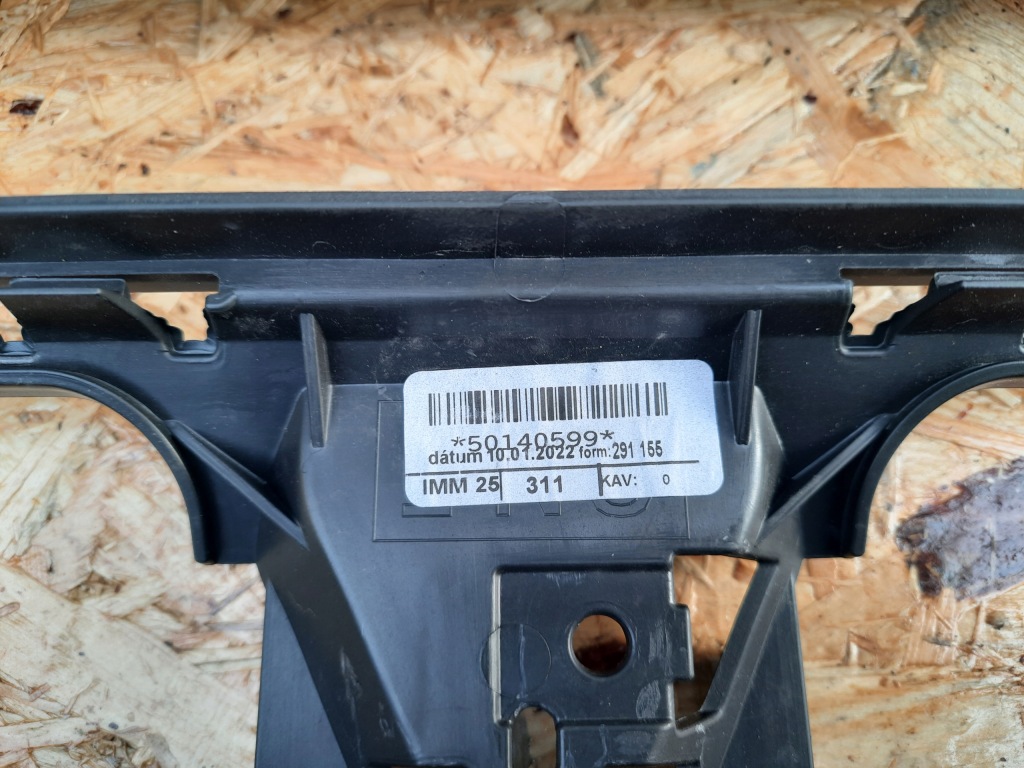 *50140599*
dátum 10.01.2022 form: 291 155
IMM 25 311 KAV: 0